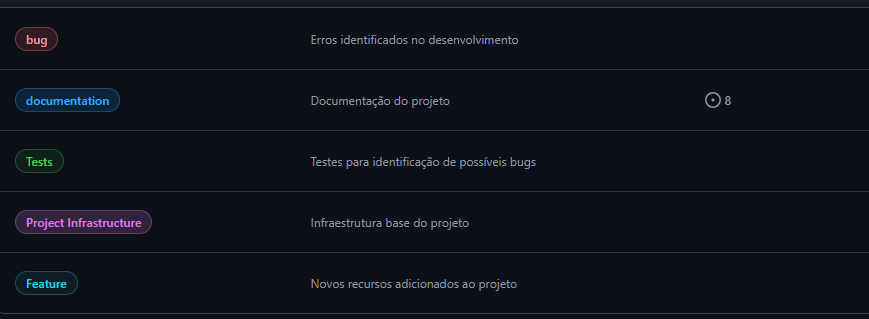 bug
Erros identificados no desenvolvimento
documentation
Documentação do projeto
8
Tests
Testes para identificação de possíveis bugs
Project Infrastructure
Infraestrutura base do projeto
Feature
Novos recursos adicionados ao projeto